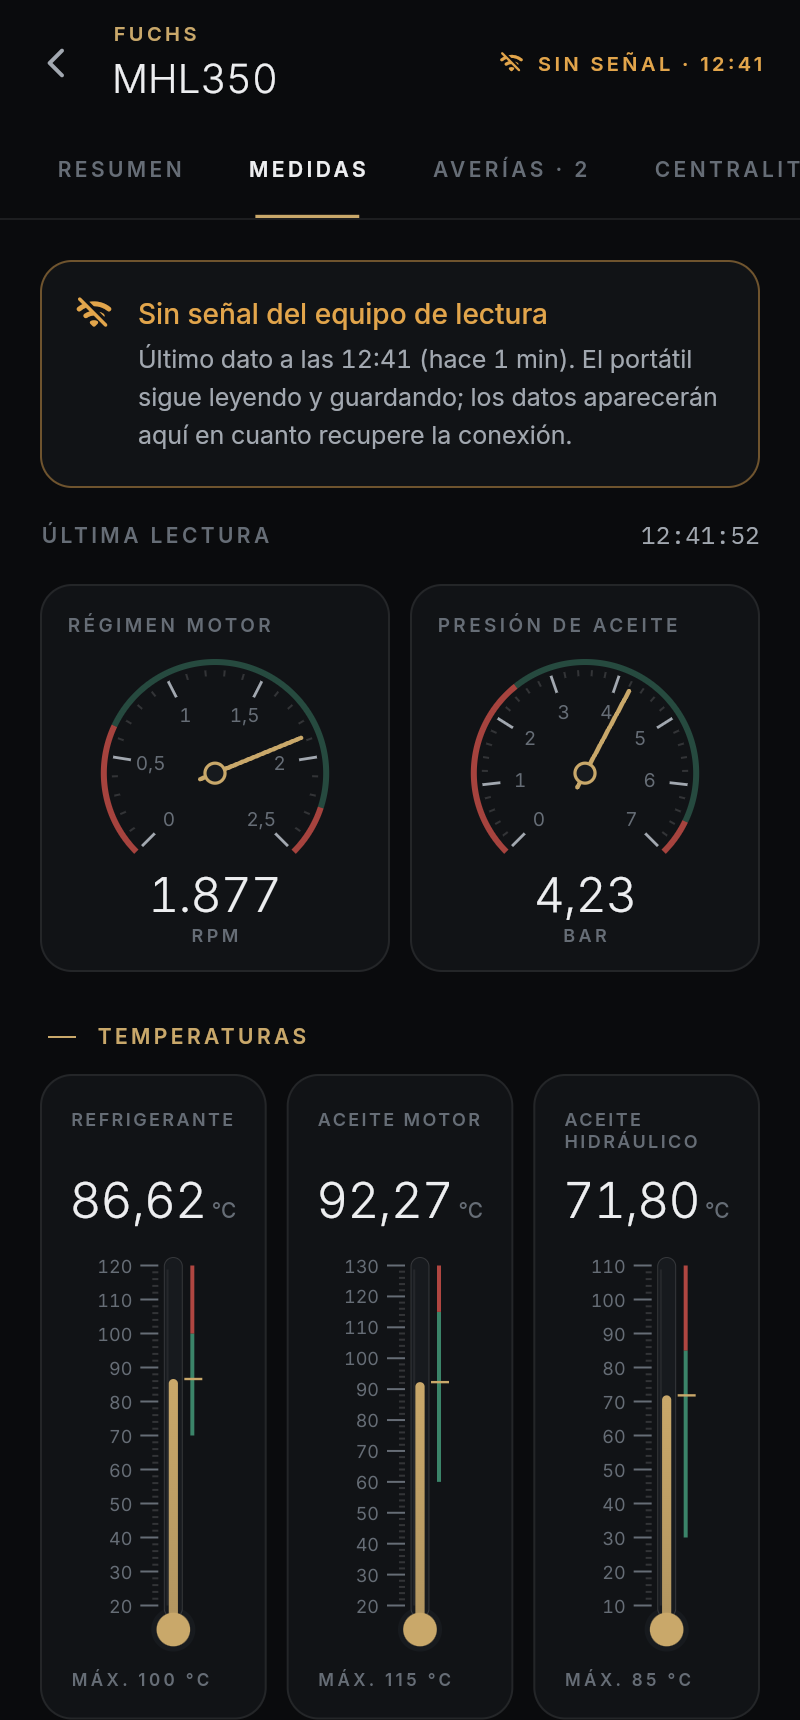 FUCHS
MHL350
SIN SEÑAL · 12:41
RESUMEN MEDIDAS AVERÍAS · 2 CENTRALIT
Sin señal del equipo de lectura
Último dato a las 12:41 (hace 1 min). El portátil
sigue leyendo y guardando; los datos aparecerán
aquí en cuanto recupere la conexión.
ÚLTIMA LECTURA 12:41:52
RÉGIMEN MOTOR
0
0,5
1
1,5
2
2,5
1.877
RPM
PRESIÓN DE ACEITE
0
1
2
3
4
5
6
7
4,23
BAR
TEMPERATURAS
REFRIGERANTE
86,62 °C
120
110
100
90
80
70
60
50
40
30
20
MÁX. 100 °C
ACEITE MOTOR
92,27 °C
130
120
110
100
90
80
70
60
50
40
30
20
MÁX. 115 °C
ACEITE
HIDRÁULICO
71,80 °C
110
100
90
80
70
60
50
40
30
20
10
MÁX. 85 °C